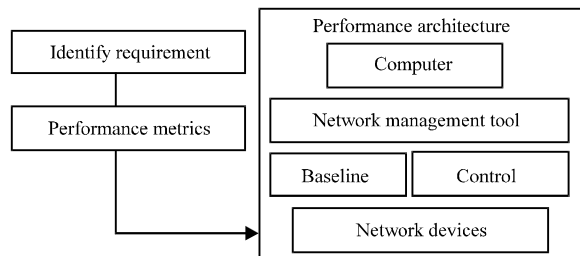 Identify requirement
Performance metrics
Performance architecture
Computer
Network management tool
Baseline
Control
Network devices